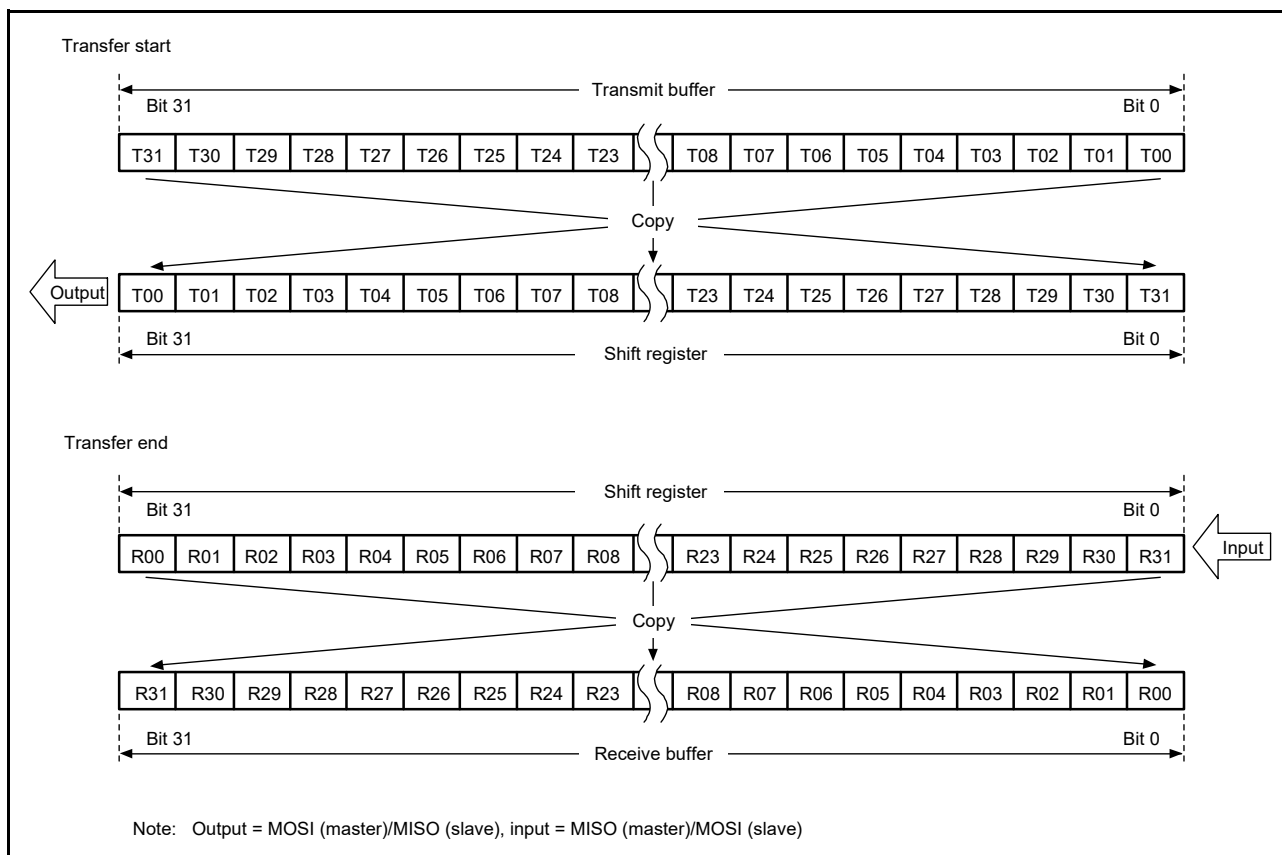 Transfer start
Transmit buffer
Bit 31 Bit 0
T31 T30 T29 T28 T27 T26 T25 T24 T23 T08 T07 T06 T05 T04 T03 T02 T01 T00
Copy
Output T00 T01 T02 T03 T04 T05 T06 T07 T08 T23 T24 T25 T26 T27 T28 T29 T30 T31
Bit 31 Bit 0
Shift register
Transfer end
Shift register
Bit 31 Bit 0
R00 R01 R02 R03 R04 R05 R06 R07 R08 R23 R24 R25 R26 R27 R28 R29 R30 R31 Input
Copy
R31 R30 R29 R28 R27 R26 R25 R24 R23 R08 R07 R06 R05 R04 R03 R02 R01 R00
Bit 31 Bit 0
Receive buffer
Note: Output = MOSI (master)/MISO (slave), input = MISO (master)/MOSI (slave)